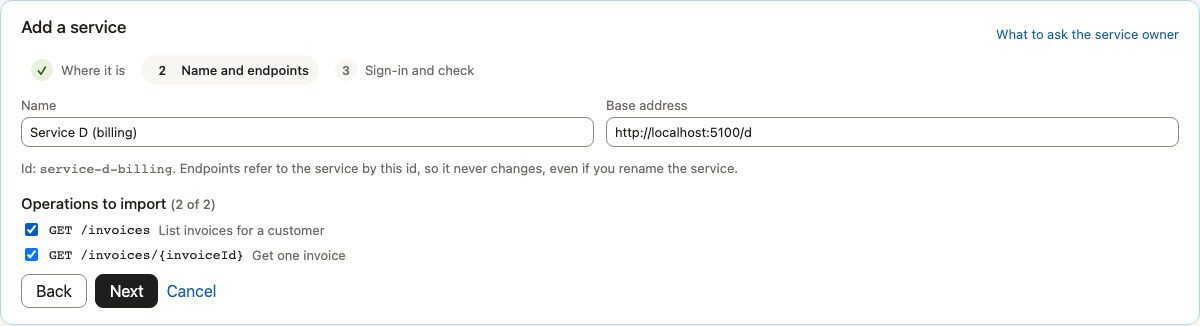 Add a service
What to ask the service owner
Where it is
2 Name and endpoints
3 Sign-in and check
Name
Base address
Service D (billing)
http://localhost:5100/d
Id: service-d-billing. Endpoints refer to the service by this id, so it never changes, even if you rename the service.
Operations to import (2 of 2)
GET /invoices List invoices for a customer
GET /invoices/{invoiceId} Get one invoice
Back Next Cancel